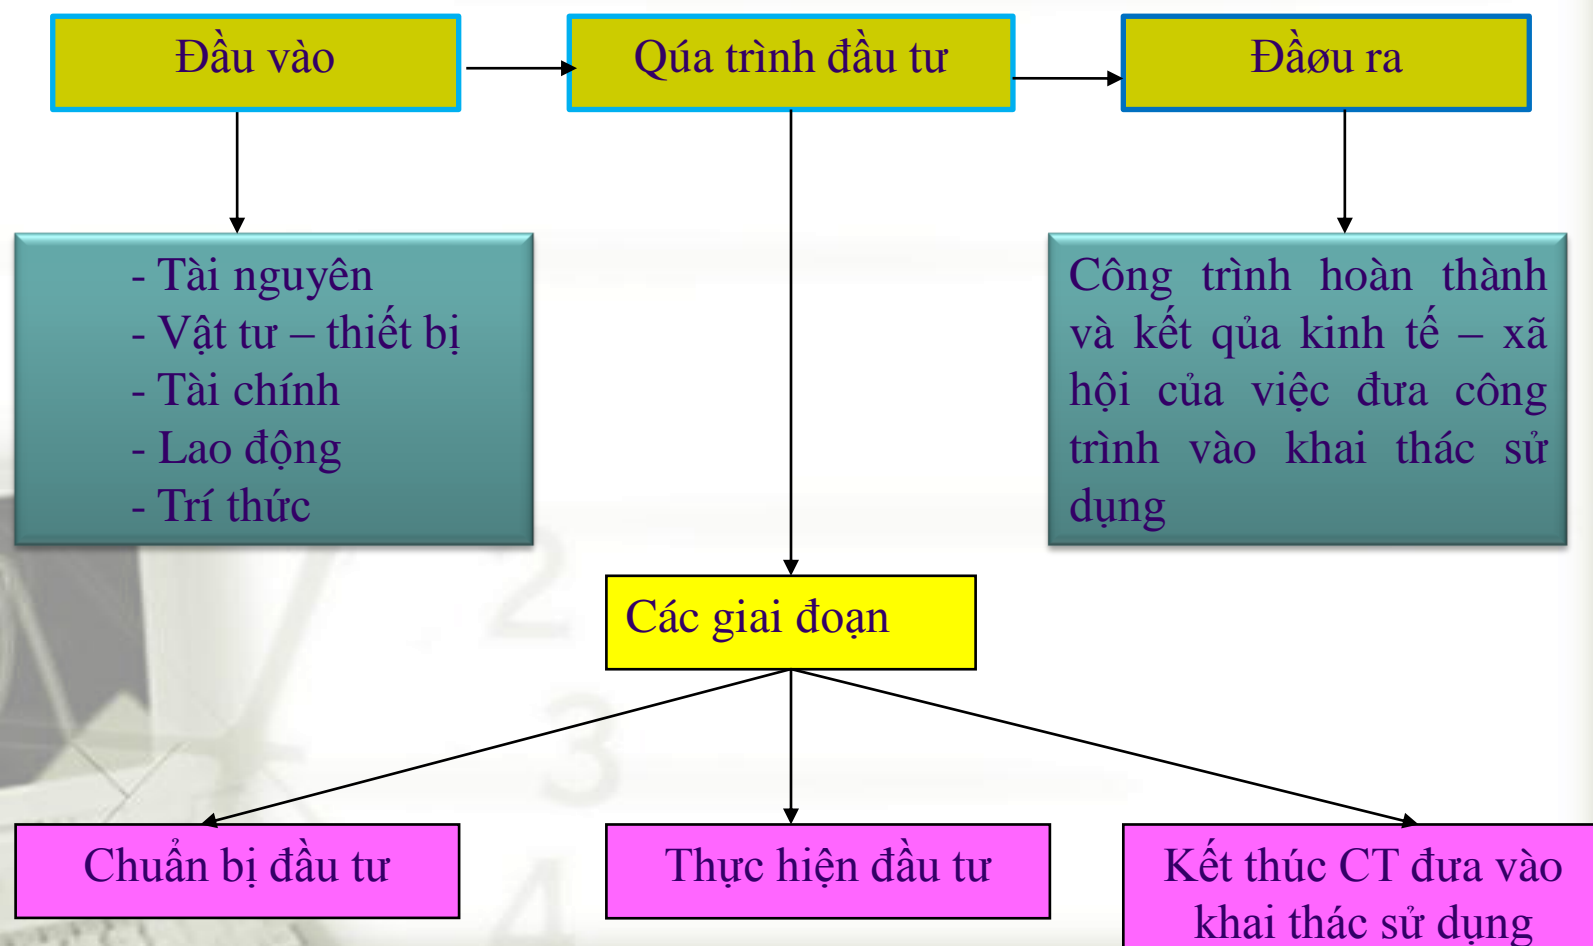 Đầu vào
Qúa trình đầu tư
Đầøu ra
- Tài nguyên
- Vật tư – thiết bị
- Tài chính
- Lao động
- Trí thức
Công trình hoàn thành
và kết qủa kinh tế – xã
hội của việc đưa công
trình vào khai thác sử
dụng
2
Các giai đoạn
3
Chuẩn bị đầu tư
Thực hiện đầu tư
Kết thúc CT đưa vào
khai thác sử dụng
4